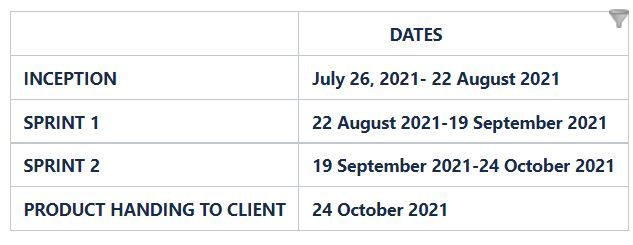 DATES
INCEPTION July 26, 2021- 22 August 2021
SPRINT 1 22 August 2021-19 September 2021
SPRINT 2 19 September 2021-24 October 2021
PRODUCT HANDING TO CLIENT 24 October 2021